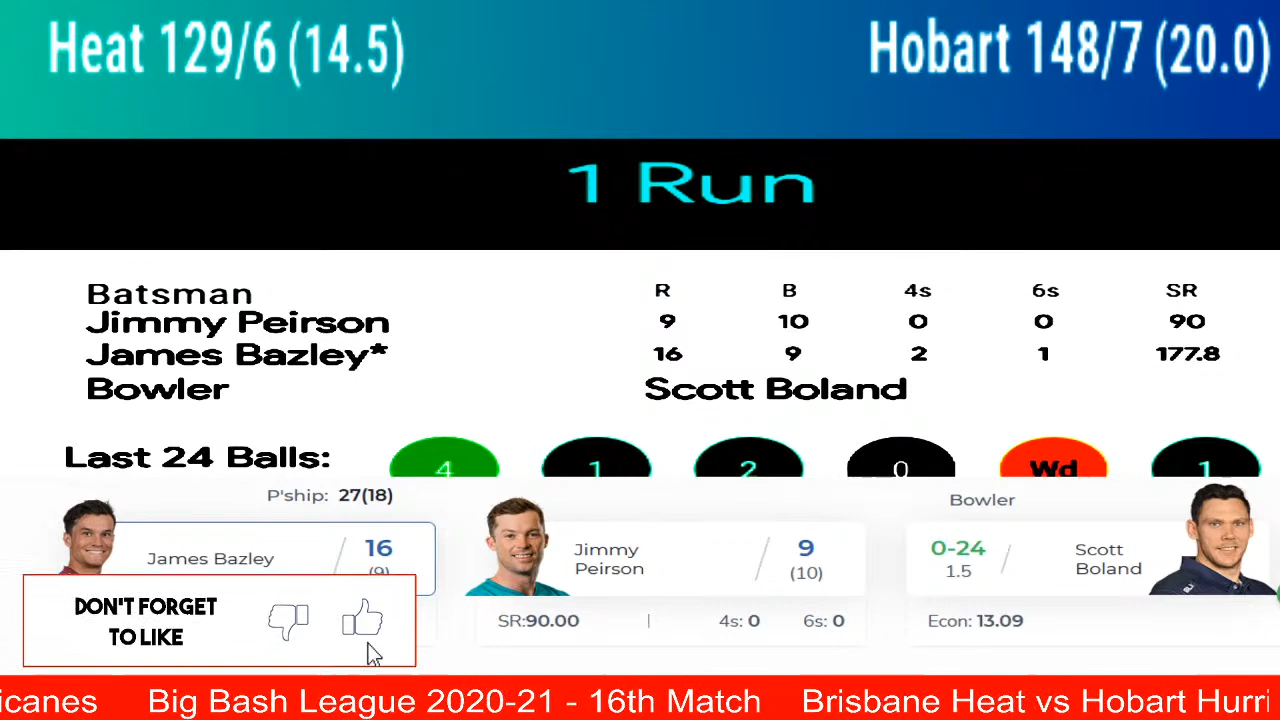 Heat 129/6 (14.5) Hobart 148/7 (20.0)
1 Run
Batsman R B 4s 6s SR
Jimmy Peirson 9 10 0 0 90
James Bazley* 16 9 2 1 177.8
Bowler Scott Boland
Last 24 Balls: 4 1 2 0 Wd 1
P'ship: 27(18)
James Bazley 16
(9)
Jimmy
Peirson
9
(10)
SR:90.00 4s: 0 6s: 0
Bowler
0-24
1.5
Scott
Boland
Econ: 13.09
DON'T FORGET
TO LIKE
icanes Big Bash League 2020-21 - 16th Match Brisbane Heat vs Hobart Hurri